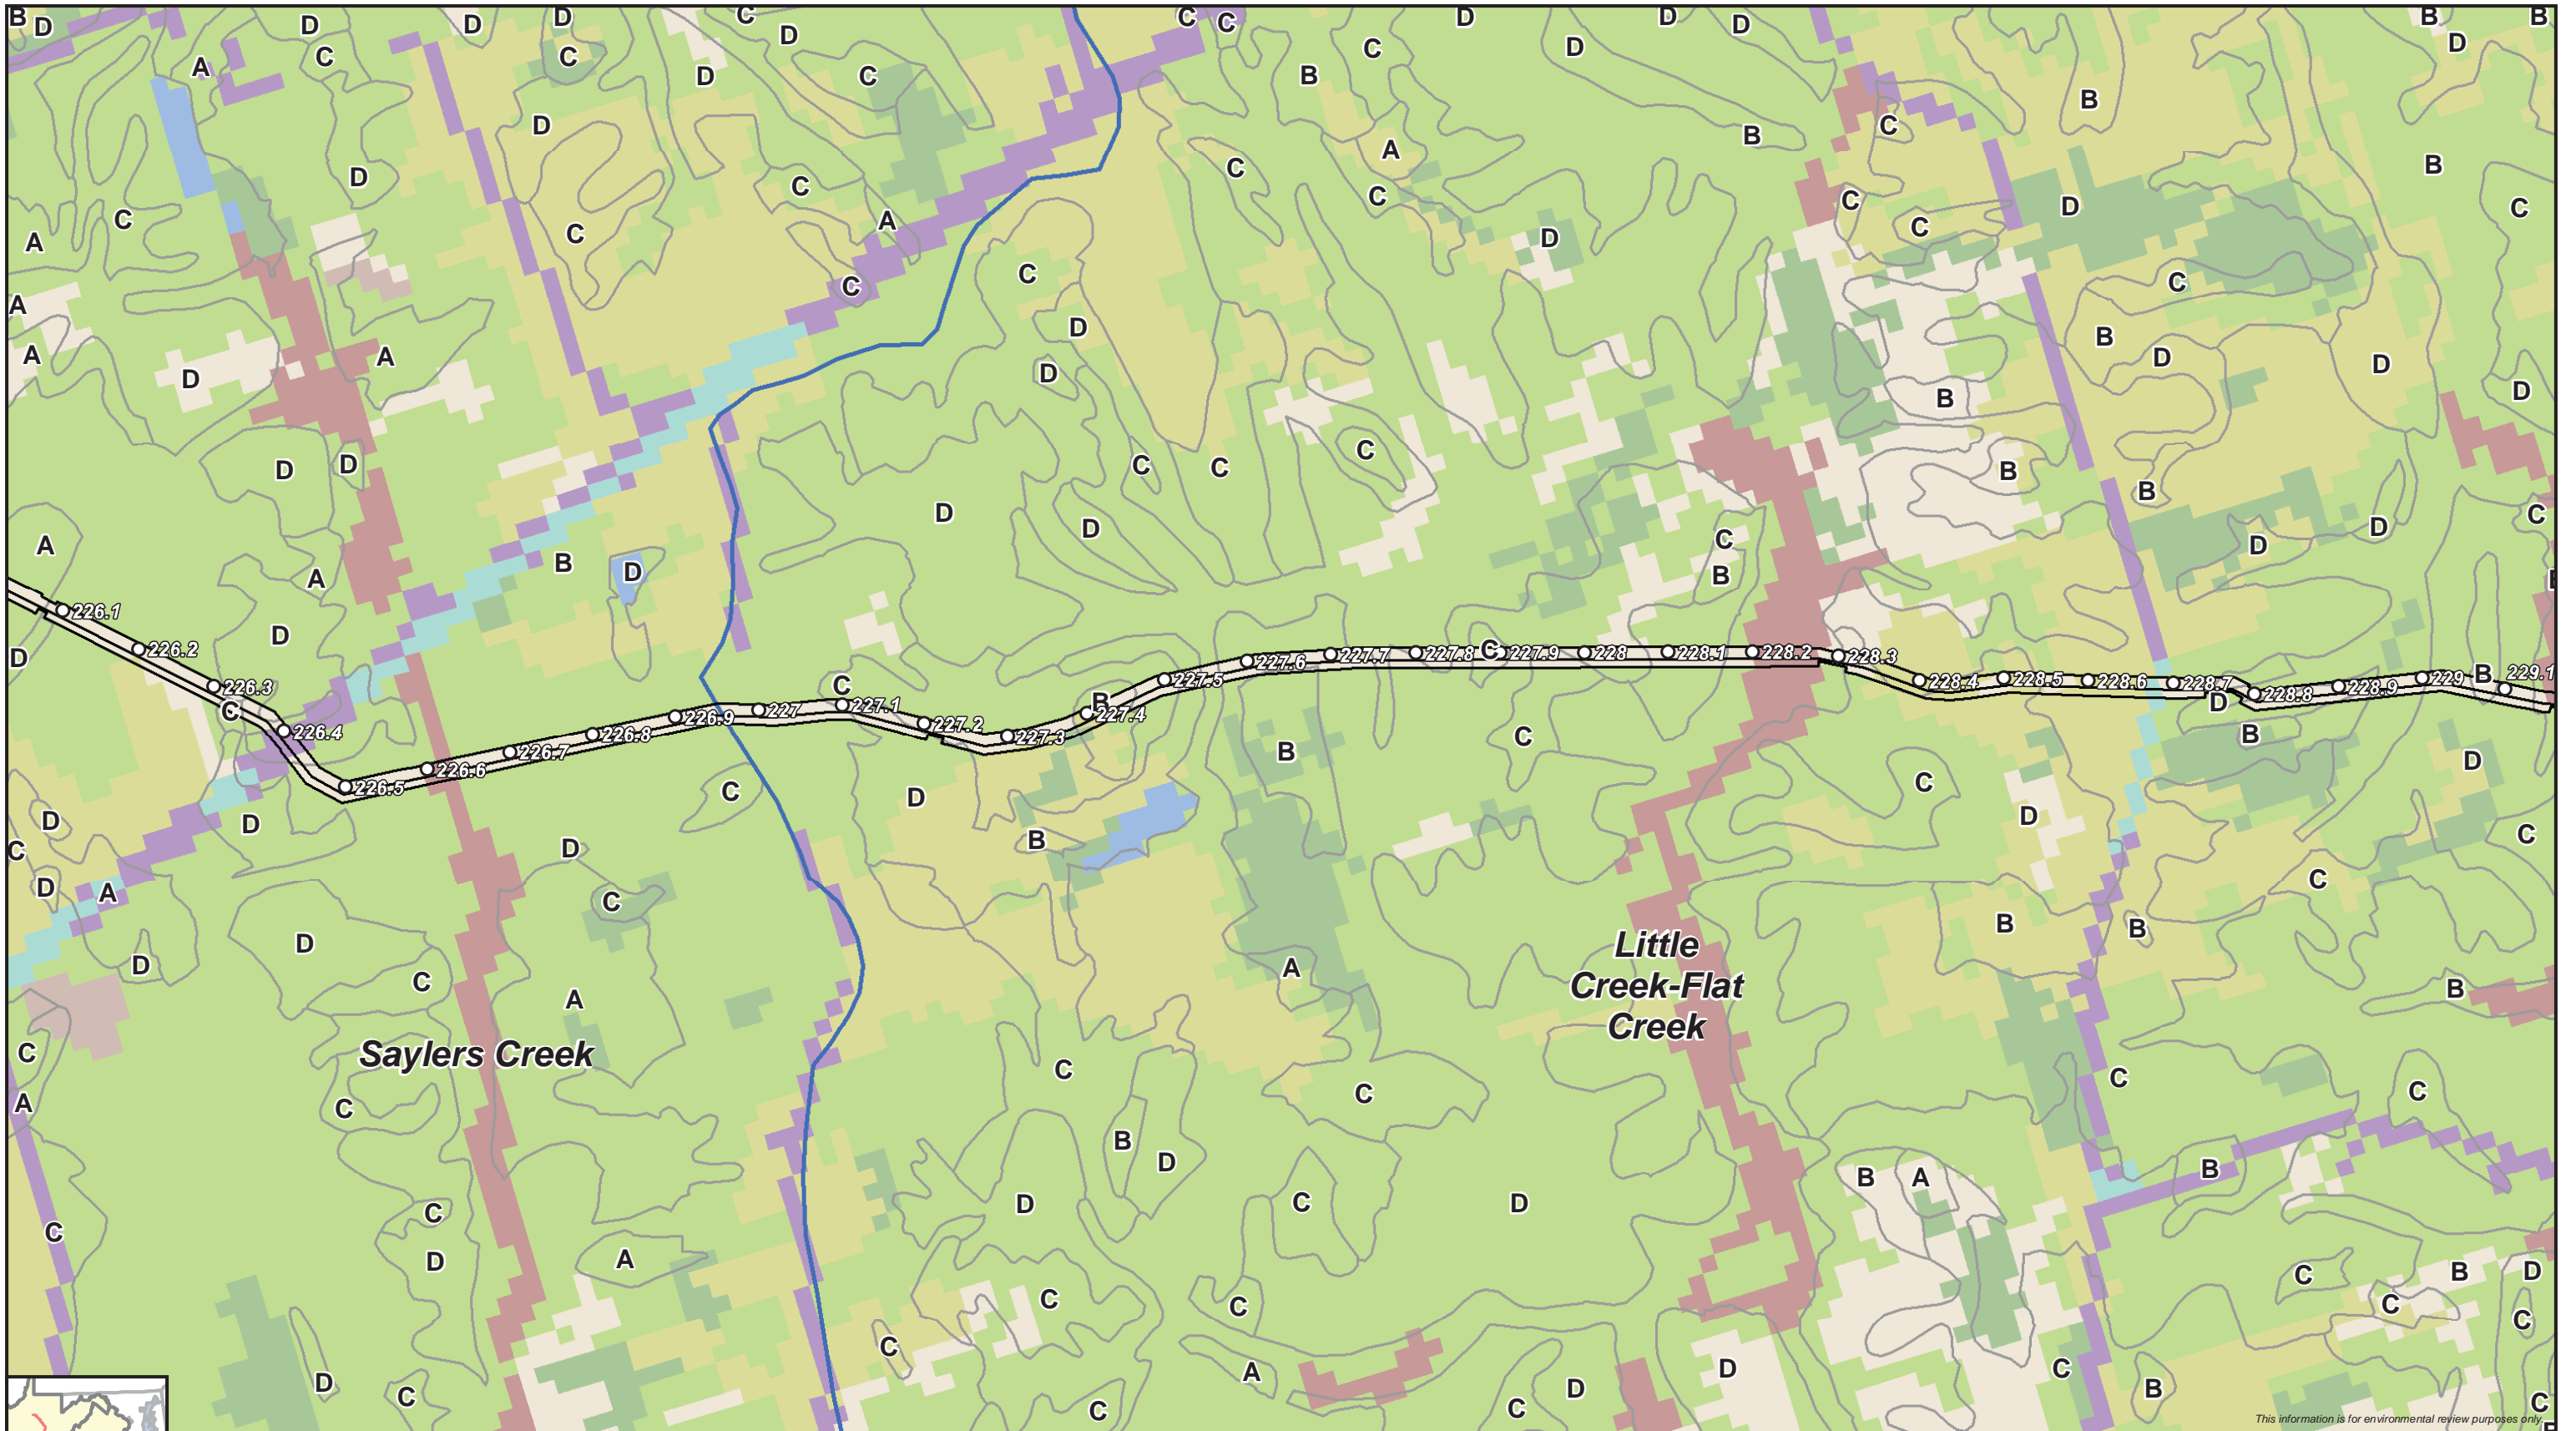 B D D C D D C D C C D D D B B
A C C D C B C D B D
D D C A C B C B
D C A C C C D C B C
A C C D C C D C
A C D D B D D
A D A D D B D
D D D C C C B B C
A A B D D D C B D D
226.1 226.2 226.3 226.4 226.5 226.6 226.7 226.8 226.9 227 227.1 227.2 227.3 227.4 227.5 227.6 227.7 227.8 227.9 228 228.1 228.2 228.3 228.4 228.5 228.6 228.7 228.8 228.9 229 229.1
D D C C B C B D B
D C D B C C D B D
C D A D C D B B B C C
D D C A A B
Little
Creek-Flat
Creek
Saylers Creek
C A C C C C C
C C D D B D C D B A B
A C C D C B D
D C C C A C D D C B C C
This information is for environmental review purposes only.